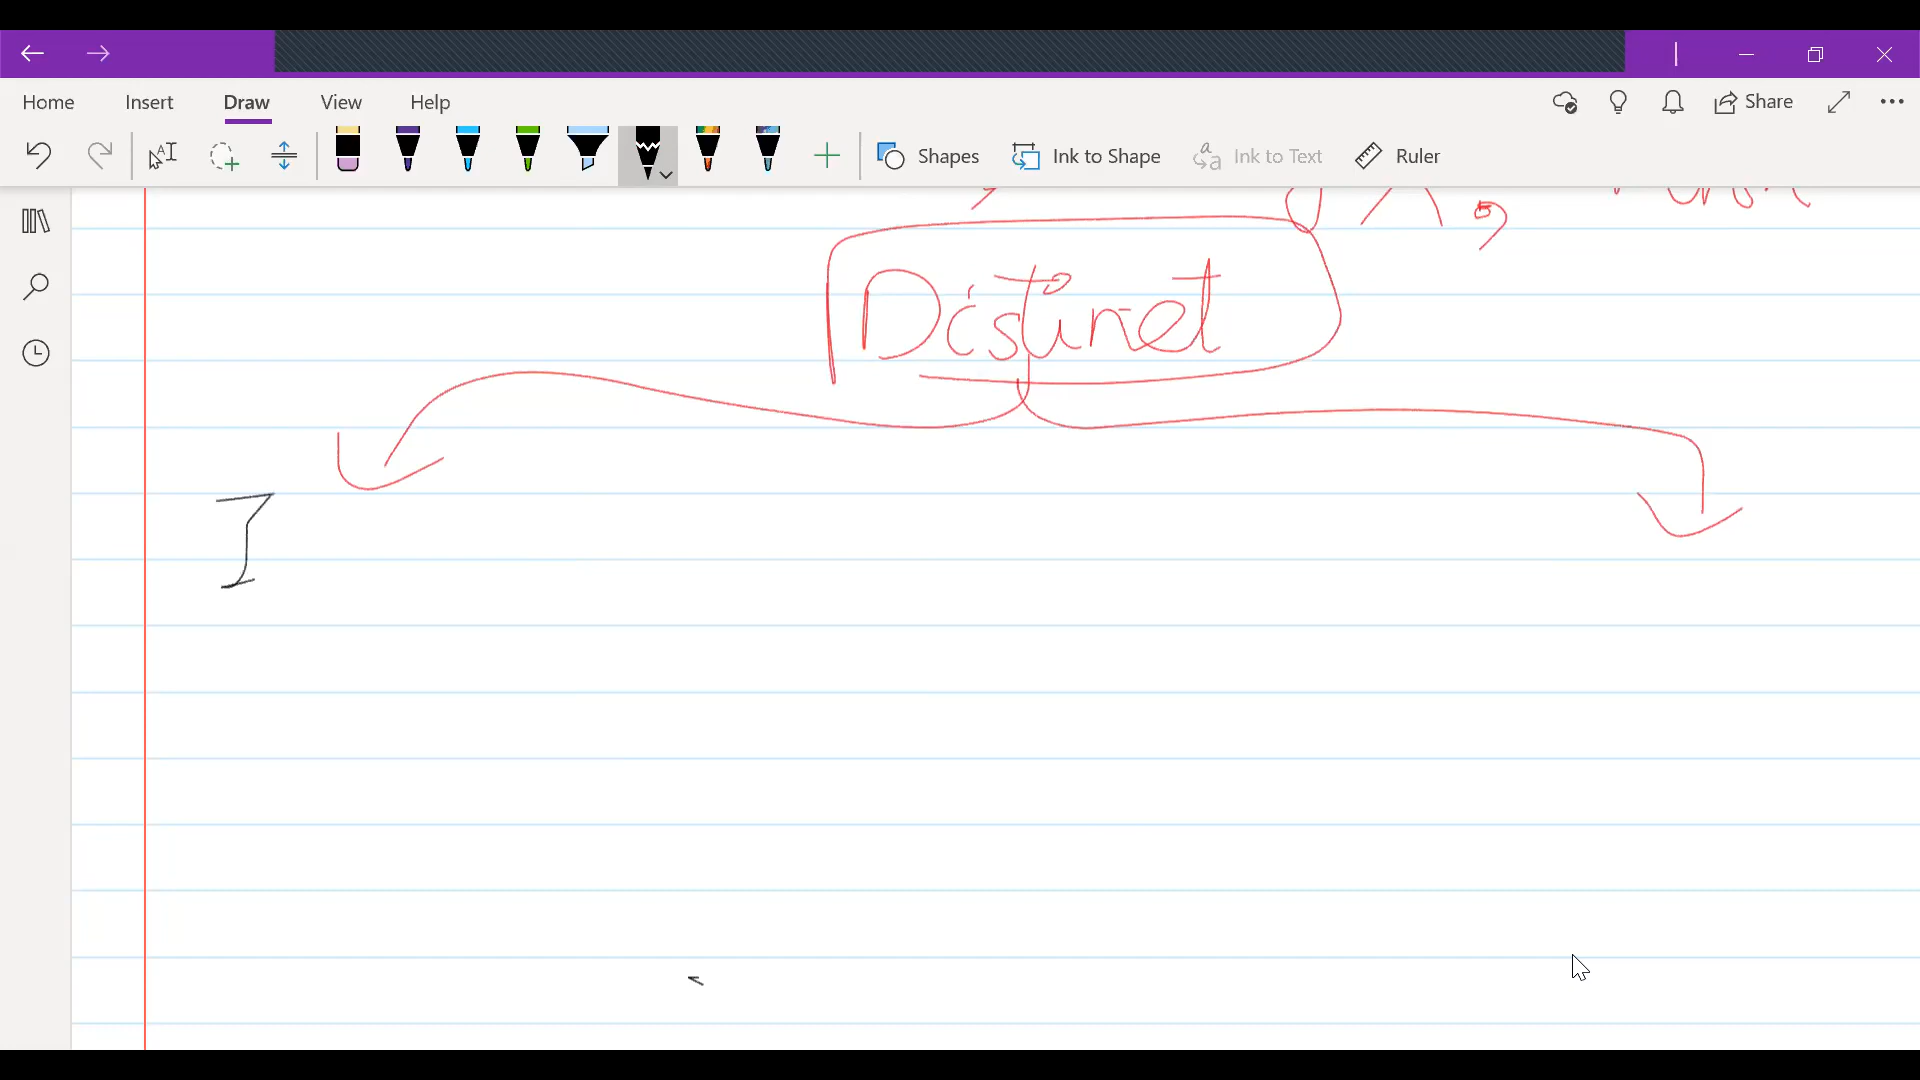 Home Insert Draw View Help Share
Shapes Ink to Shape Ink to Text Ruler
Distinct
I